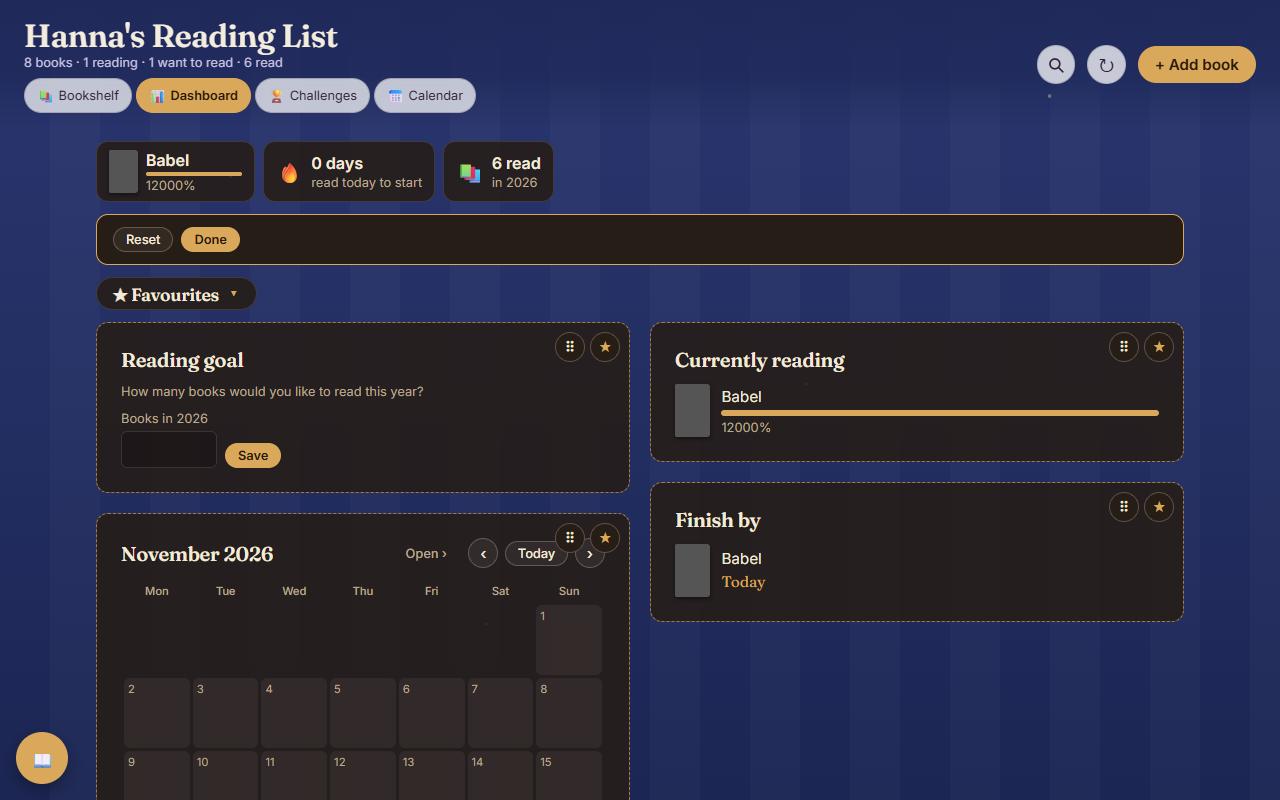 Hanna's Reading List
8 books · 1 reading · 1 want to read · 6 read
Bookshelf
Dashboard
Challenges
Calendar
+ Add book
Babel
12000%
0 days
read today to start
6 read
in 2026
Reset
Done
★ Favourites ▼
Reading goal
How many books would you like to read this year?
Books in 2026
Save
Currently reading
Babel
12000%
Finish by
Babel
Today
November 2026
Open ›
‹
Today
›
Mon Tue Wed Thu Fri Sat Sun
1
2 3 4 5 6 7 8
9 10 11 12 13 14 15